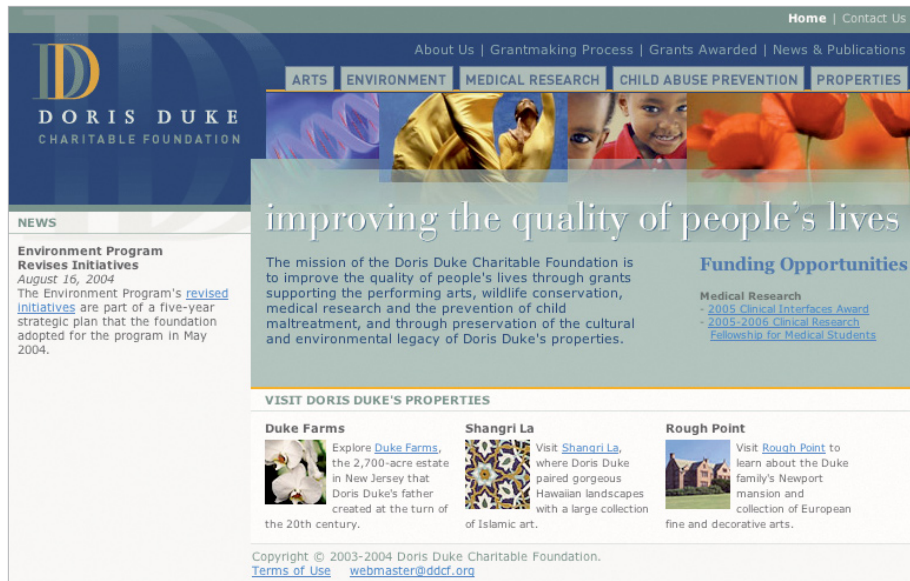 Home | Contact Us
About Us | Grantmaking Process | Grants Awarded | News & Publications
ARTS ENVIRONMENT MEDICAL RESEARCH CHILD ABUSE PREVENTION PROPERTIES
DD
DORIS DUKE
CHARITABLE FOUNDATION
NEWS
Environment Program
Revises Initiatives
August 16, 2004
The Environment Program's revised
initiatives are part of a five-year
strategic plan that the foundation
adopted for the program in May
2004.
improving the quality of people's lives
The mission of the Doris Duke Charitable Foundation is
to improve the quality of people's lives through grants
supporting the performing arts, wildlife conservation,
medical research and the prevention of child
maltreatment, and through preservation of the cultural
and environmental legacy of Doris Duke's properties.
Funding Opportunities
Medical Research
- 2005 Clinical Interfaces Award
- 2005-2006 Clinical Research
Fellowship for Medical Students
VISIT DORIS DUKE'S PROPERTIES
Duke Farms
Explore Duke Farms,
the 2,700-acre estate
in New Jersey that
Doris Duke's father
created at the turn of
the 20th century.
Shangri La
Visit Shangri La,
where Doris Duke
paired gorgeous
Hawaiian landscapes
with a large collection
of Islamic art.
Rough Point
Visit Rough Point to
learn about the Duke
family's Newport
mansion and
collection of European
fine and decorative arts.
Copyright © 2003-2004 Doris Duke Charitable Foundation.
Terms of Use webmaster@ddcf.org